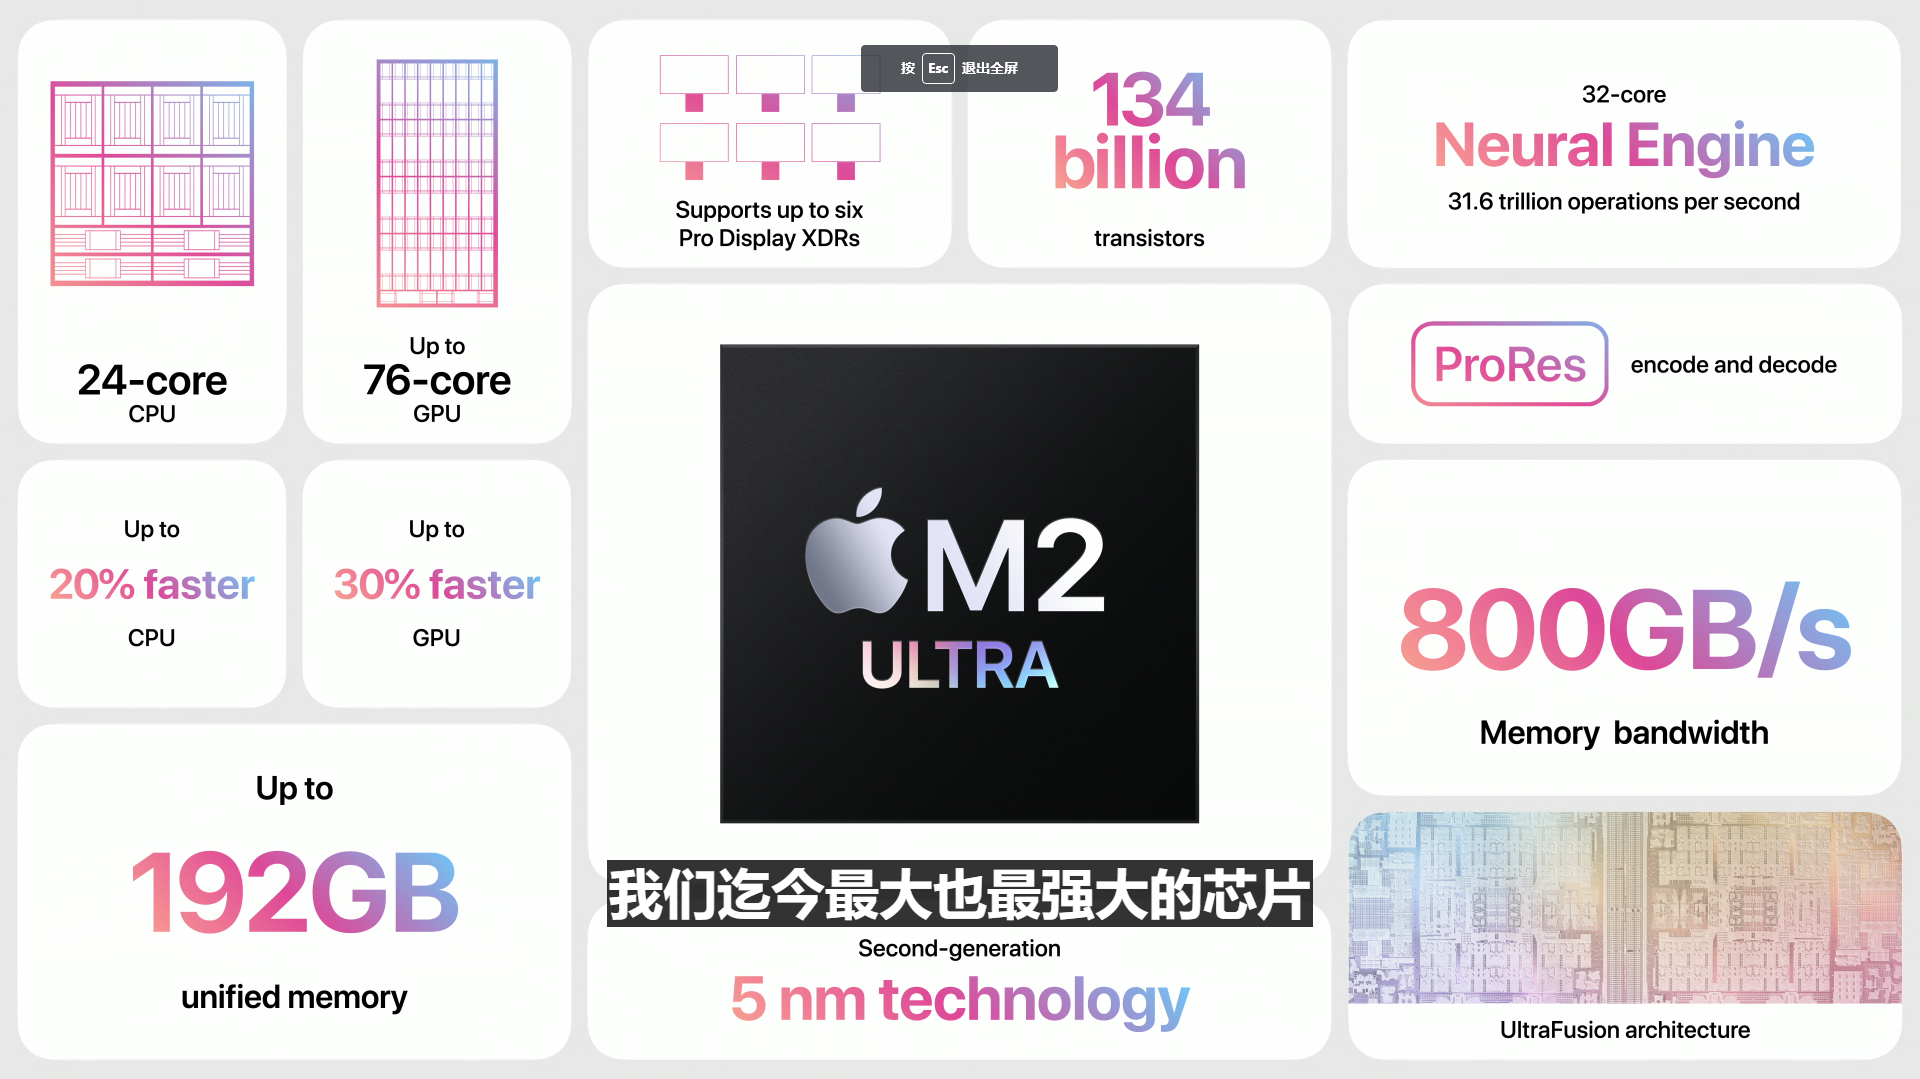 按 Esc 退出全屏
24-core
CPU
Up to
76-core
GPU
Supports up to six
Pro Display XDRs
134
billion
transistors
32-core
Neural Engine
31.6 trillion operations per second
ProRes encode and decode
Up to
20% faster
CPU
Up to
30% faster
GPU
M2
ULTRA
800GB/s
Memory bandwidth
Up to
192GB
unified memory
我们迄今最大也最强大的芯片
Second-generation
5 nm technology
UltraFusion architecture